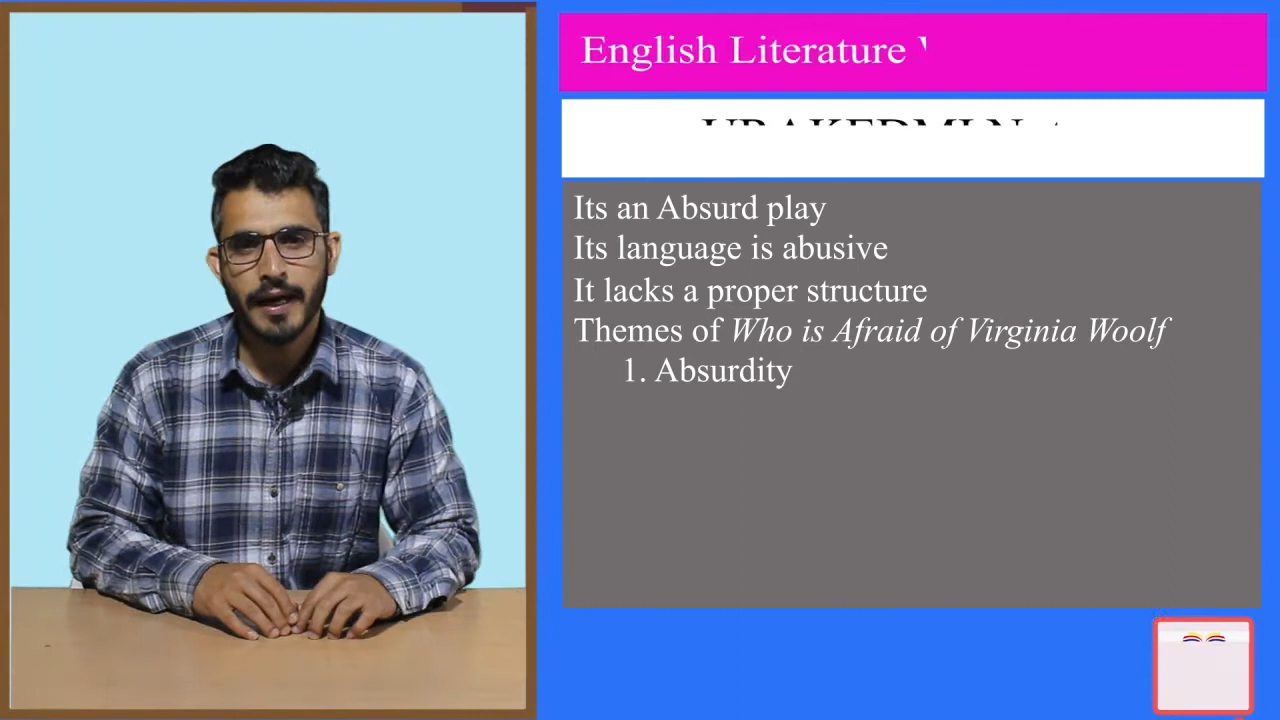 English Literature
Its an Absurd play
Its language is abusive
It lacks a proper structure
Themes of Who is Afraid of Virginia Woolf
1. Absurdity